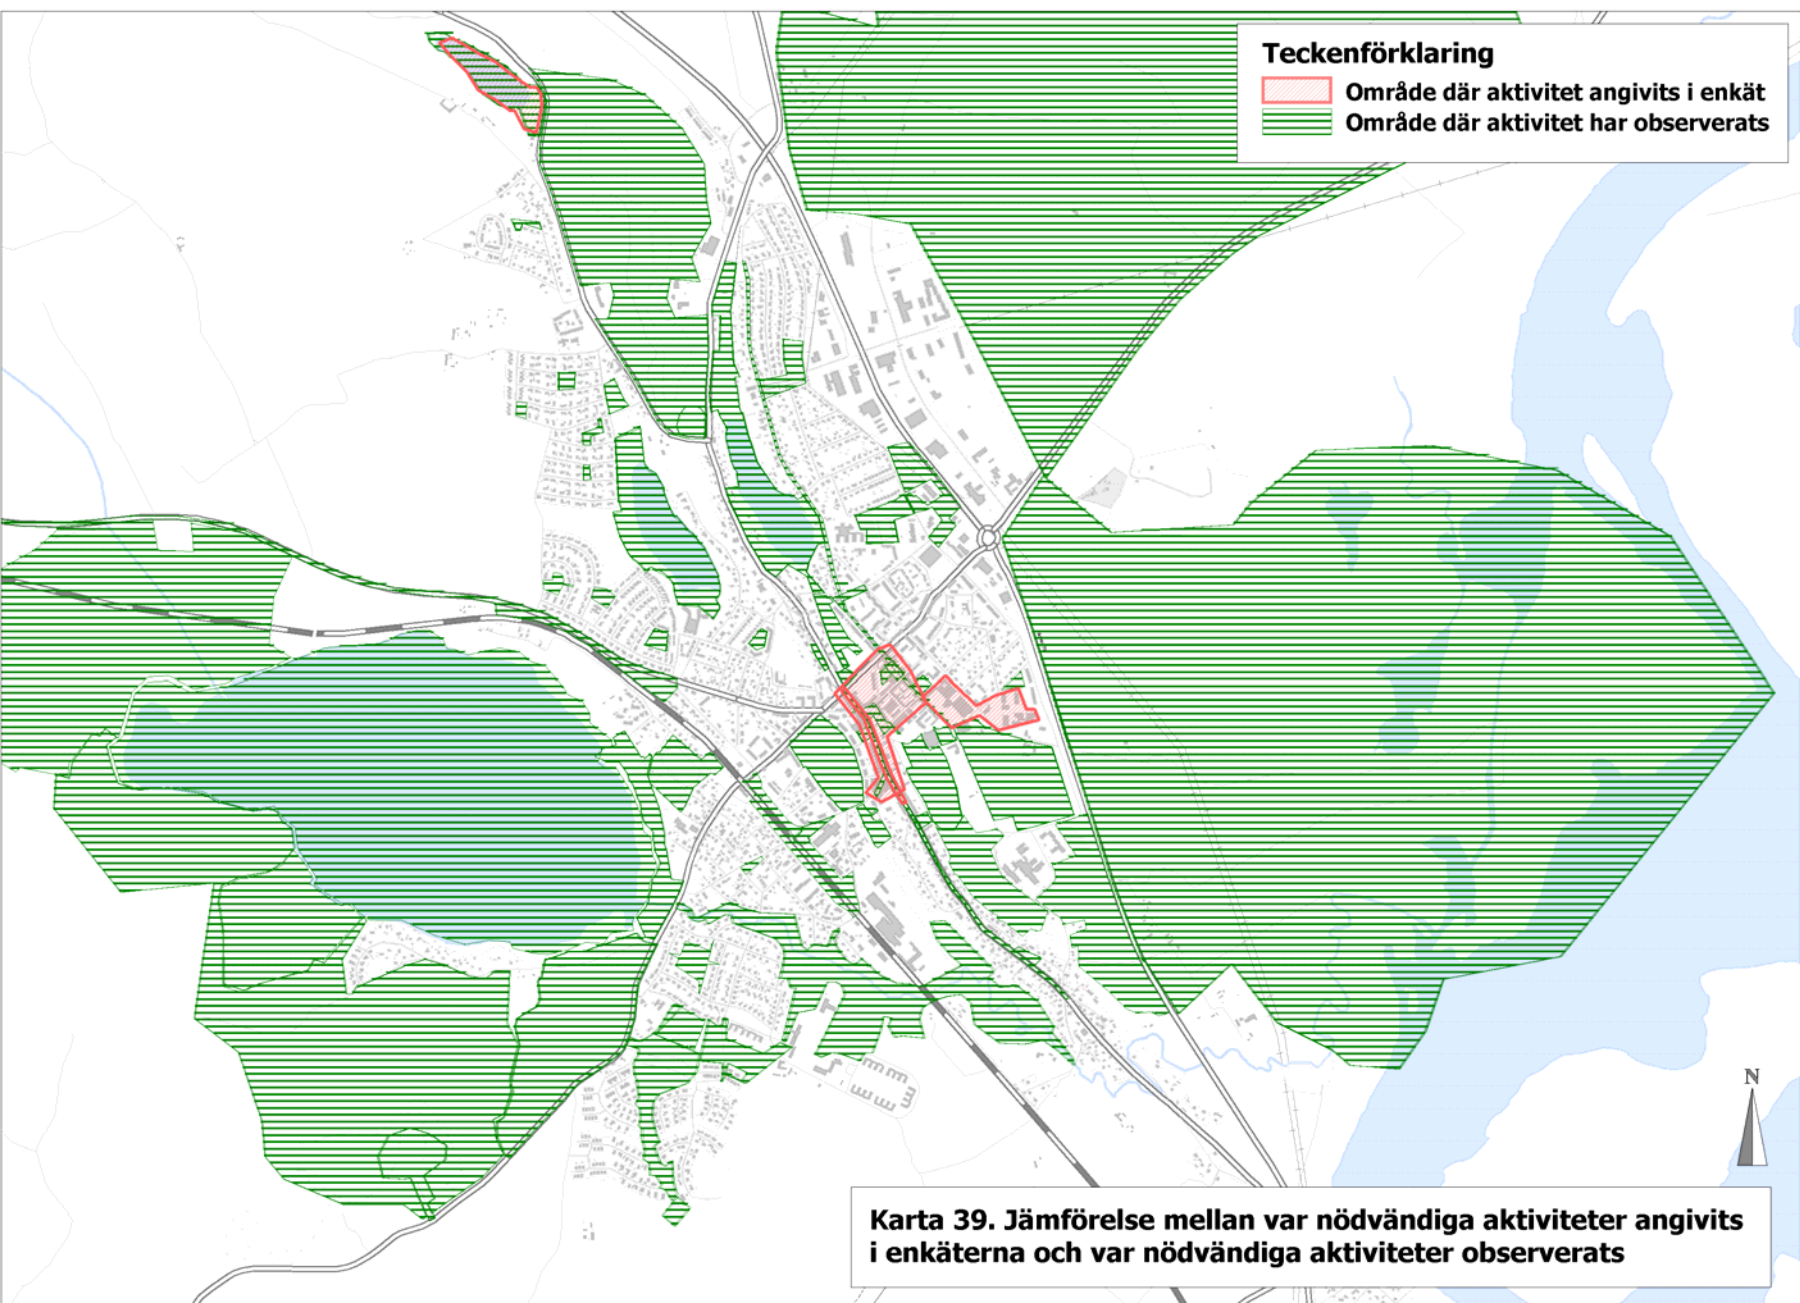 Teckenförklaring
Område där aktivitet angivits i enkät
Område där aktivitet har observerats
N
Karta 39. Jämförelse mellan var nödvändiga aktiviteter angivits
i enkäterna och var nödvändiga aktiviteter observerats